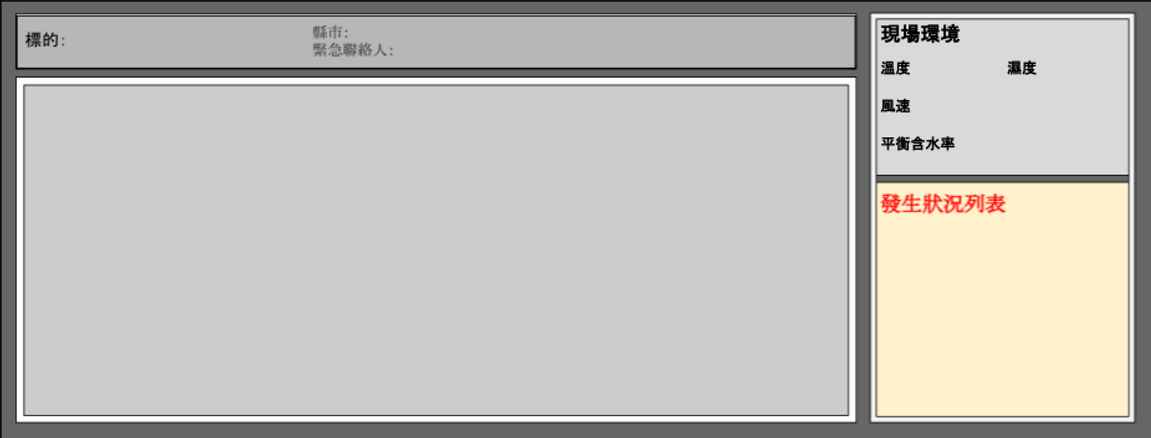 標的:
縣市:
緊急聯絡人:
現場環境
溫度 濕度
風速
平衡含水率
發生狀況列表